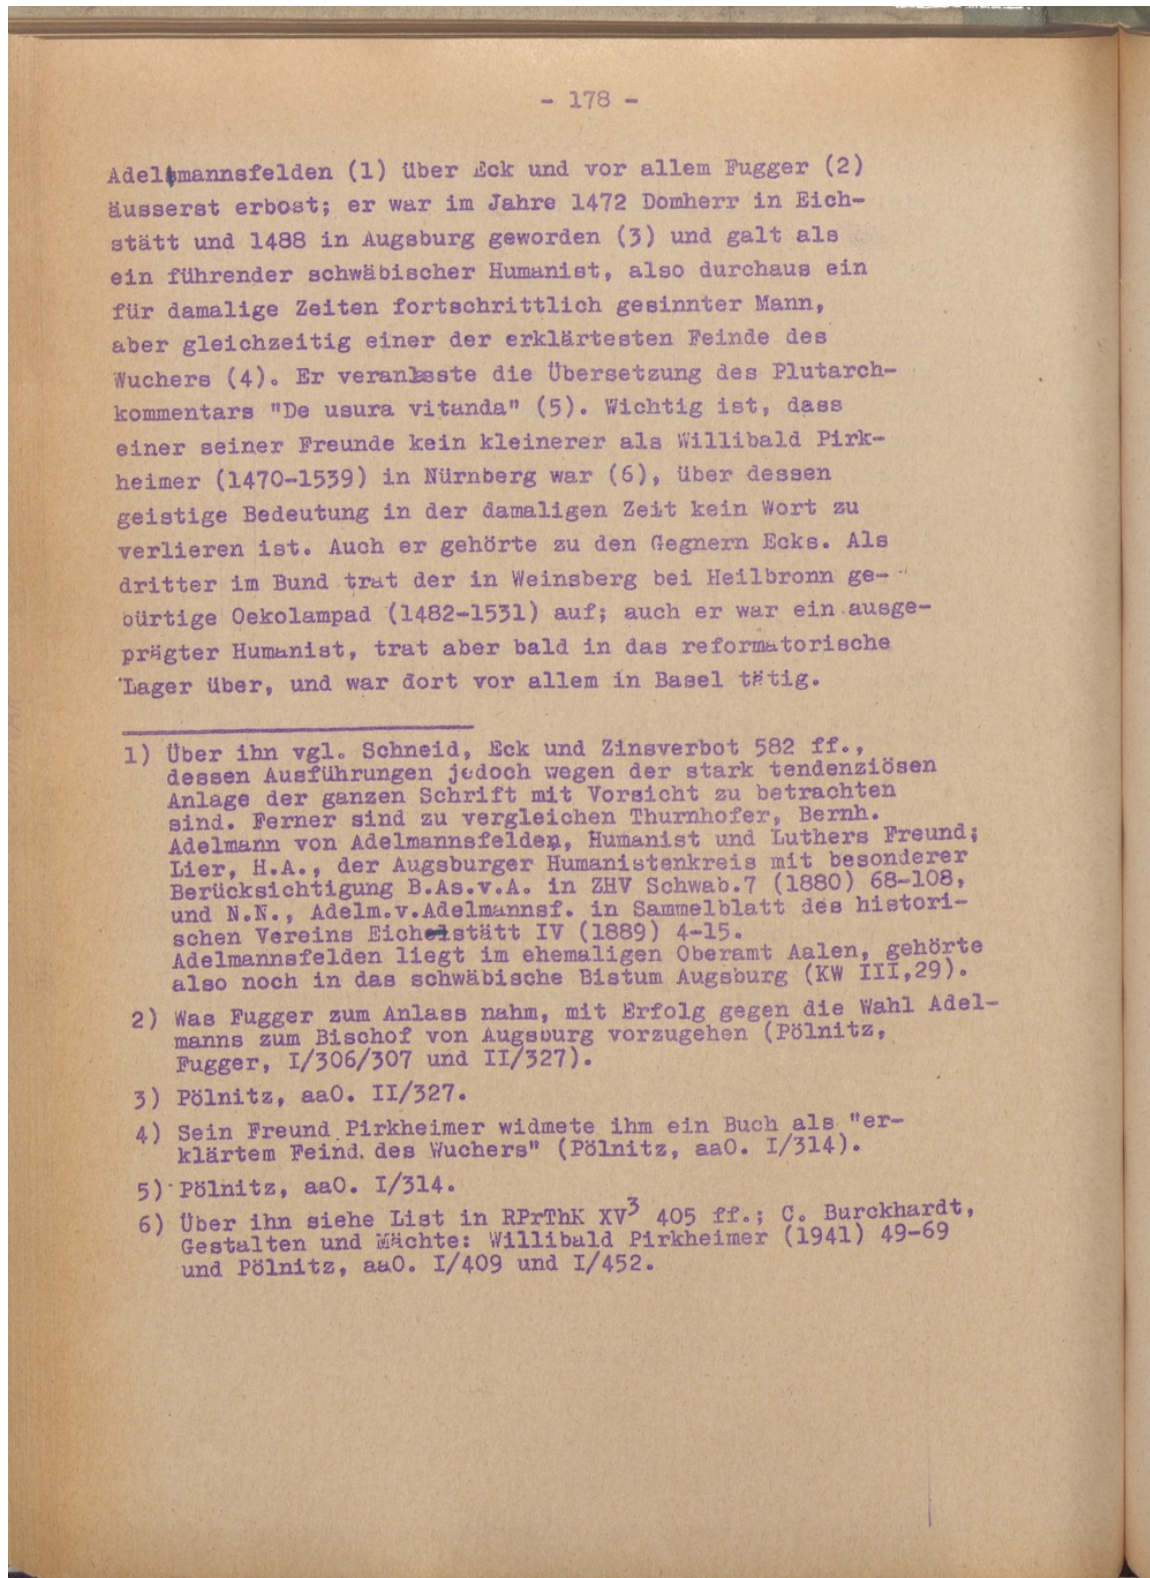 - 178 -
Adelmannsfelden (1) über Eck und vor allem Fugger (2)
äusserst erbost; er war im Jahre 1472 Domherr in Eich-
stätt und 1488 in Augsburg geworden (3) und galt als
ein führender schwäbischer Humanist, also durchaus ein
für damalige Zeiten fortschrittlich gesinnter Mann,
aber gleichzeitig einer der erklärtesten Feinde des
Wuchers (4). Er veranlasste die Übersetzung des Plutarch-
kommentars "De usura vitanda" (5). Wichtig ist, dass
einer seiner Freunde kein kleinerer als Willibald Pirk-
heimer (1470-1539) in Nürnberg war (6), über dessen
geistige Bedeutung in der damaligen Zeit kein Wort zu
verlieren ist. Auch er gehörte zu den Gegnern Ecks. Als
dritter im Bund trat der in Weinsberg bei Heilbronn ge-
bürtige Oekolampad (1482-1531) auf; auch er war ein ausge-
prägter Humanist, trat aber bald in das reformatorische
Lager über, und war dort vor allem in Basel tätig.
1) Über ihn vgl. Schneid, Eck und Zinsverbot 582 ff.,
dessen Ausführungen jedoch wegen der stark tendenziösen
Anlage der ganzen Schrift mit Vorsicht zu betrachten
sind. Ferner sind zu vergleichen Thurnhofer, Bernh.
Adelmann von Adelmannsfelden, Humanist und Luthers Freund;
Lier, H.A., der Augsburger Humanistenkreis mit besonderer
Berücksichtigung B.As.v.A. in ZHV Schwab.7 (1880) 68-108,
und N.N., Adelm.v.Adelmannsf. in Sammelblatt des histori-
schen Vereins Eichstätt IV (1889) 4-15.
Adelmannsfelden liegt im ehemaligen Oberamt Aalen, gehörte
also noch in das schwäbische Bistum Augsburg (KW III,29).
2) Was Fugger zum Anlass nahm, mit Erfolg gegen die Wahl Adel-
manns zum Bischof von Augsburg vorzugehen (Pölnitz,
Fugger, I/306/307 und II/327).
3) Pölnitz, aaO. II/327.
4) Sein Freund Pirkheimer widmete ihm ein Buch als "er-
klärtem Feind des Wuchers" (Pölnitz, aaO. I/314).
5) Pölnitz, aaO. I/314.
6) Über ihn siehe List in RPrThK XV³ 405 ff.; C. Burckhardt,
Gestalten und Mächte: Willibald Pirkheimer (1941) 49-69
und Pölnitz, aaO. I/409 und I/452.